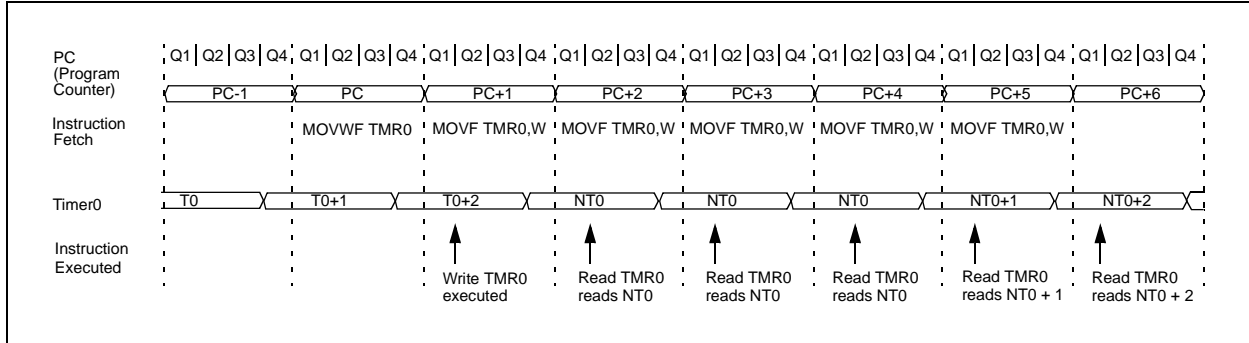 PC
(Program
Counter)
Q1 Q2 Q3 Q4 Q1 Q2 Q3 Q4 Q1 Q2 Q3 Q4 Q1 Q2 Q3 Q4 Q1 Q2 Q3 Q4 Q1 Q2 Q3 Q4 Q1 Q2 Q3 Q4 Q1 Q2 Q3 Q4
PC-1 PC PC+1 PC+2 PC+3 PC+4 PC+5 PC+6
Instruction
Fetch
MOVWF TMR0 MOVF TMR0,W MOVF TMR0,W MOVF TMR0,W MOVF TMR0,W MOVF TMR0,W
Timer0
T0 T0+1 T0+2 NT0 NT0 NT0 NT0+1 NT0+2
Instruction
Executed
Write TMR0
executed
Read TMR0
reads NT0
Read TMR0
reads NT0
Read TMR0
reads NT0
Read TMR0
reads NT0 + 1
Read TMR0
reads NT0 + 2